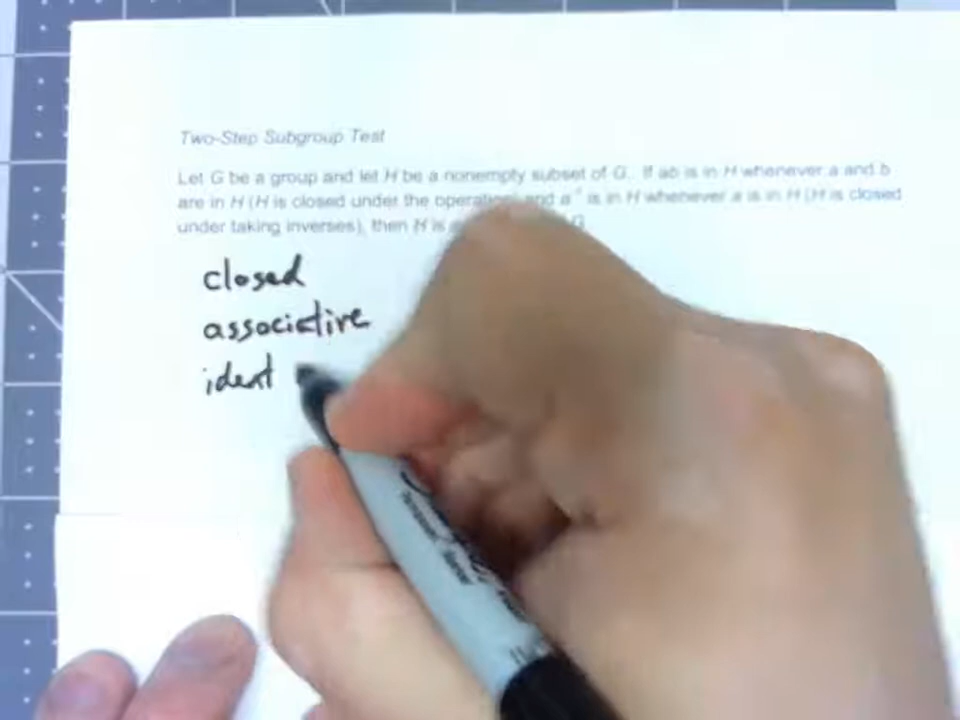 Two-Step Subgroup Test
Let G be a group and let H be a nonempty subset of G. If ab is in H whenever a and b
are in H (H is closed under the operation) and a⁻¹ is in H whenever a is in H (H is closed
under taking inverses), then H is G.
closed
associative
ident